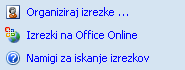 Organiziraj izrezke ...
Izrezki na Office Online
Namigi za iskanje izrezkov